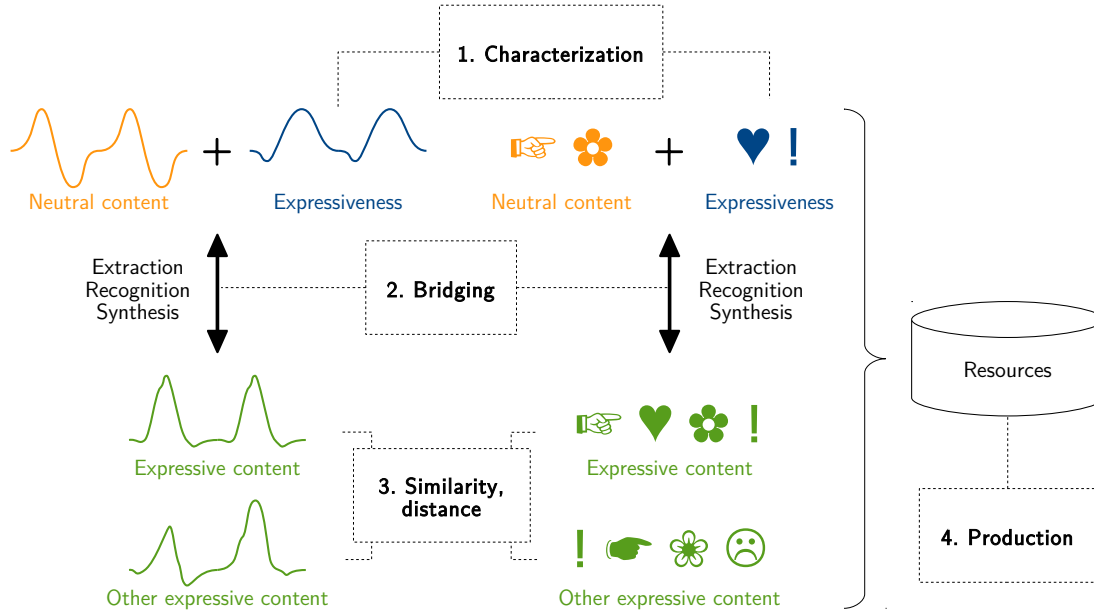 1. Characterization
Neutral content
Expressiveness
Neutral content
Expressiveness
Extraction
Recognition
Synthesis
2. Bridging
Extraction
Recognition
Synthesis
Resources
Expressive content
3. Similarity,
distance
Expressive content
4. Production
Other expressive content
Other expressive content